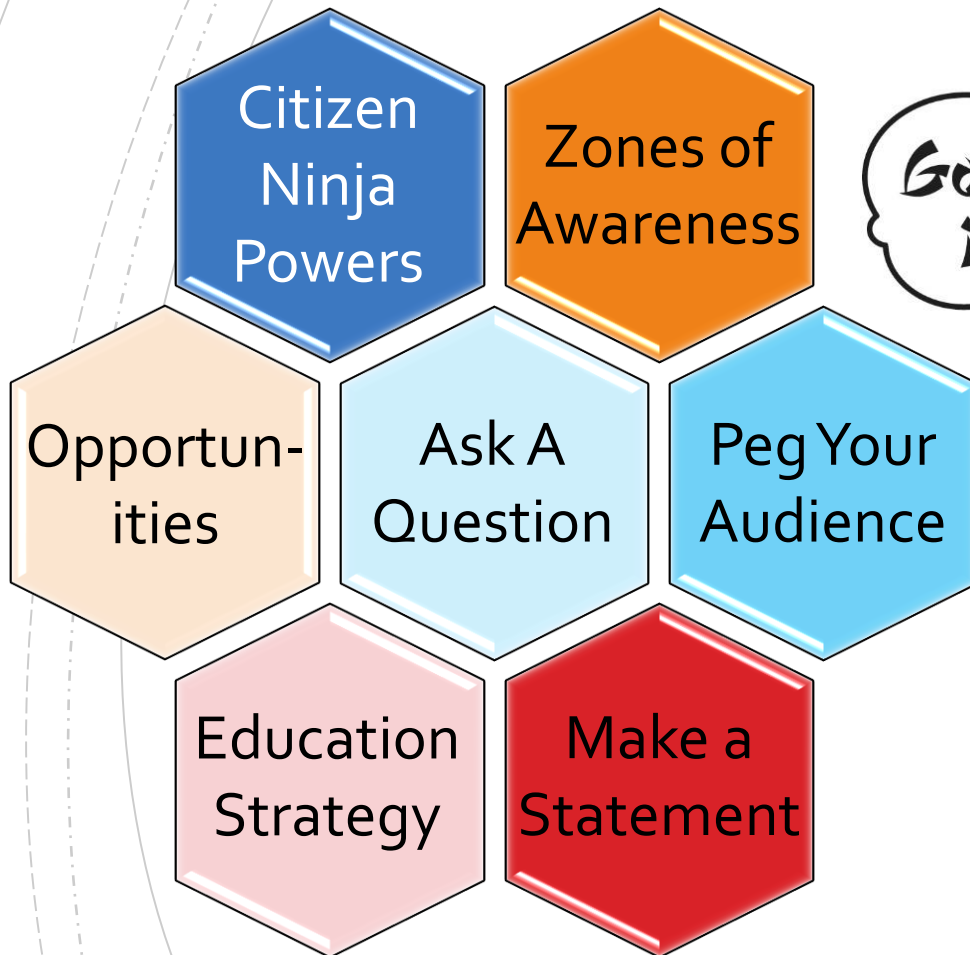 Citizen
Ninja
Powers
Zones of
Awareness
Opportun-
ities
Ask A
Question
Peg Your
Audience
Education
Strategy
Make a
Statement